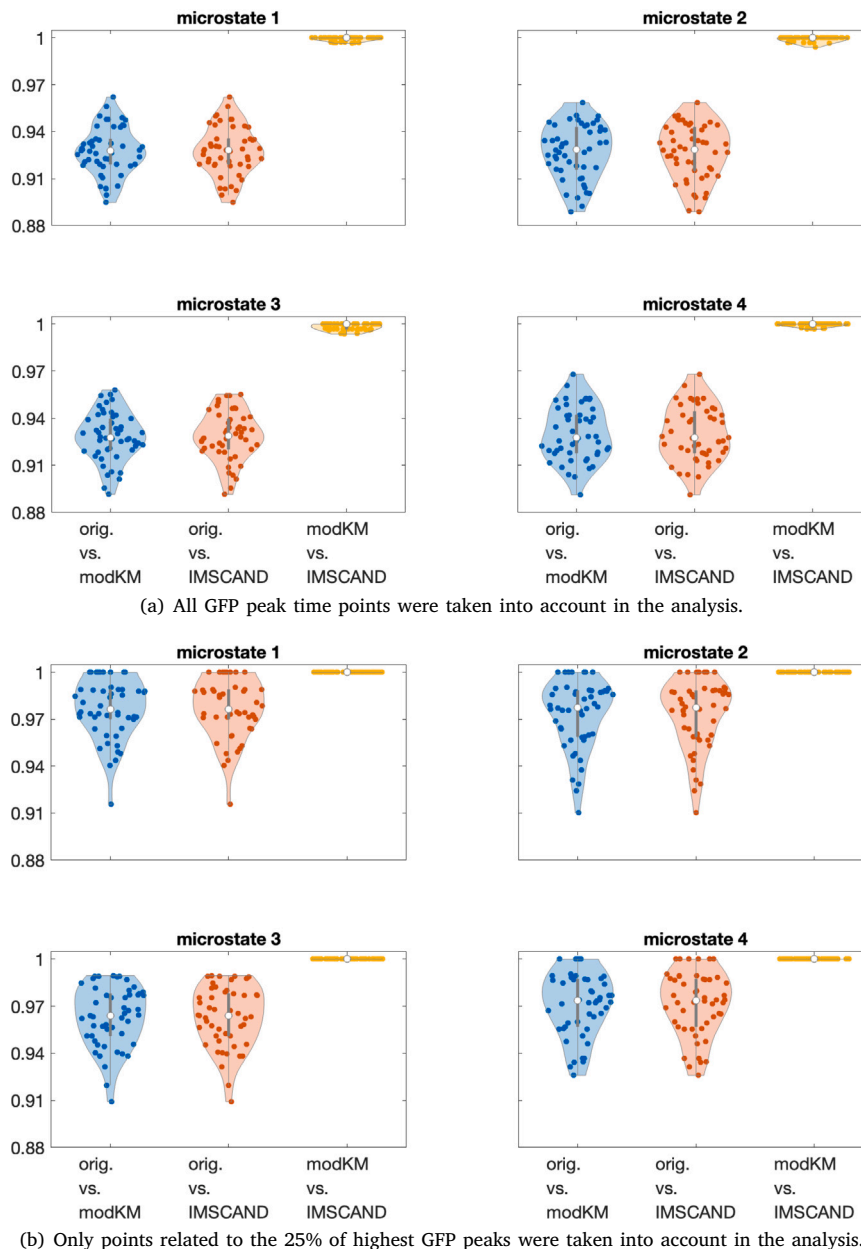 microstate 1
microstate 2
1
0.97
0.94
0.91
0.88
microstate 3
microstate 4
1
0.97
0.94
0.91
0.88
orig.
vs.
modKM
orig.
vs.
IMSCAND
modKM
vs.
IMSCAND
orig.
vs.
modKM
orig.
vs.
IMSCAND
modKM
vs.
IMSCAND
(a) All GFP peak time points were taken into account in the analysis.
microstate 1
microstate 2
1
0.97
0.94
0.91
0.88
microstate 3
microstate 4
1
0.97
0.94
0.91
0.88
orig.
vs.
modKM
orig.
vs.
IMSCAND
modKM
vs.
IMSCAND
orig.
vs.
modKM
orig.
vs.
IMSCAND
modKM
vs.
IMSCAND
(b) Only points related to the 25% of highest GFP peaks were taken into account in the analysis.